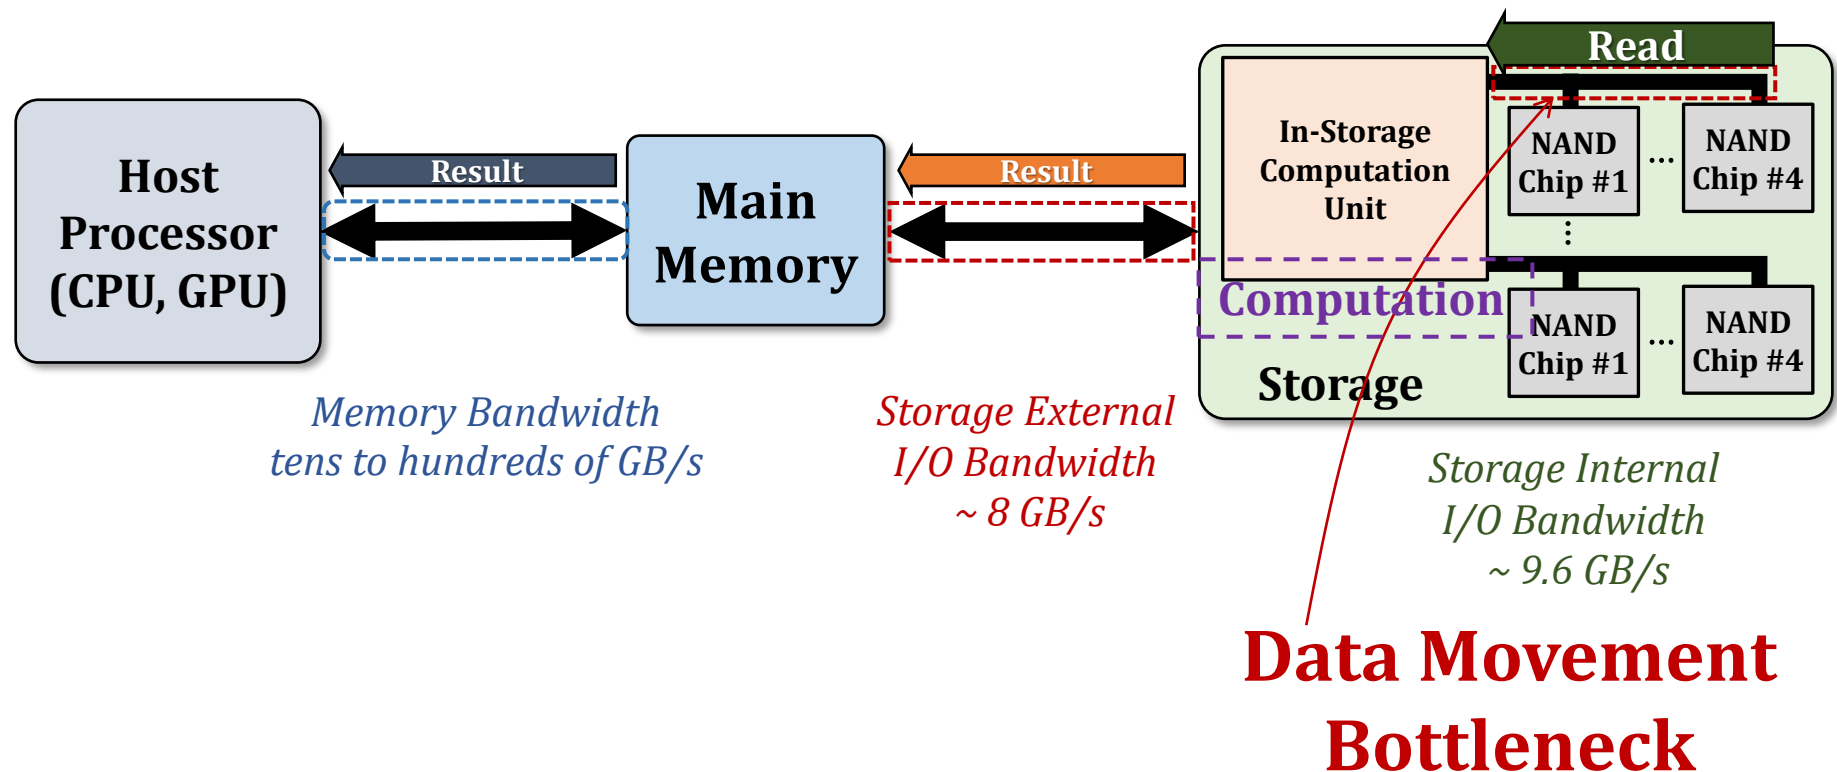 Host
Processor
(CPU, GPU)
Result
Main
Memory
Result
Read
In-Storage
Computation
Unit
NAND
Chip #1
...
NAND
Chip #4
...
Computation
NAND
Chip #1
...
NAND
Chip #4
Storage
Memory Bandwidth
tens to hundreds of GB/s
Storage External
I/O Bandwidth
~ 8 GB/s
Storage Internal
I/O Bandwidth
~ 9.6 GB/s
Data Movement
Bottleneck